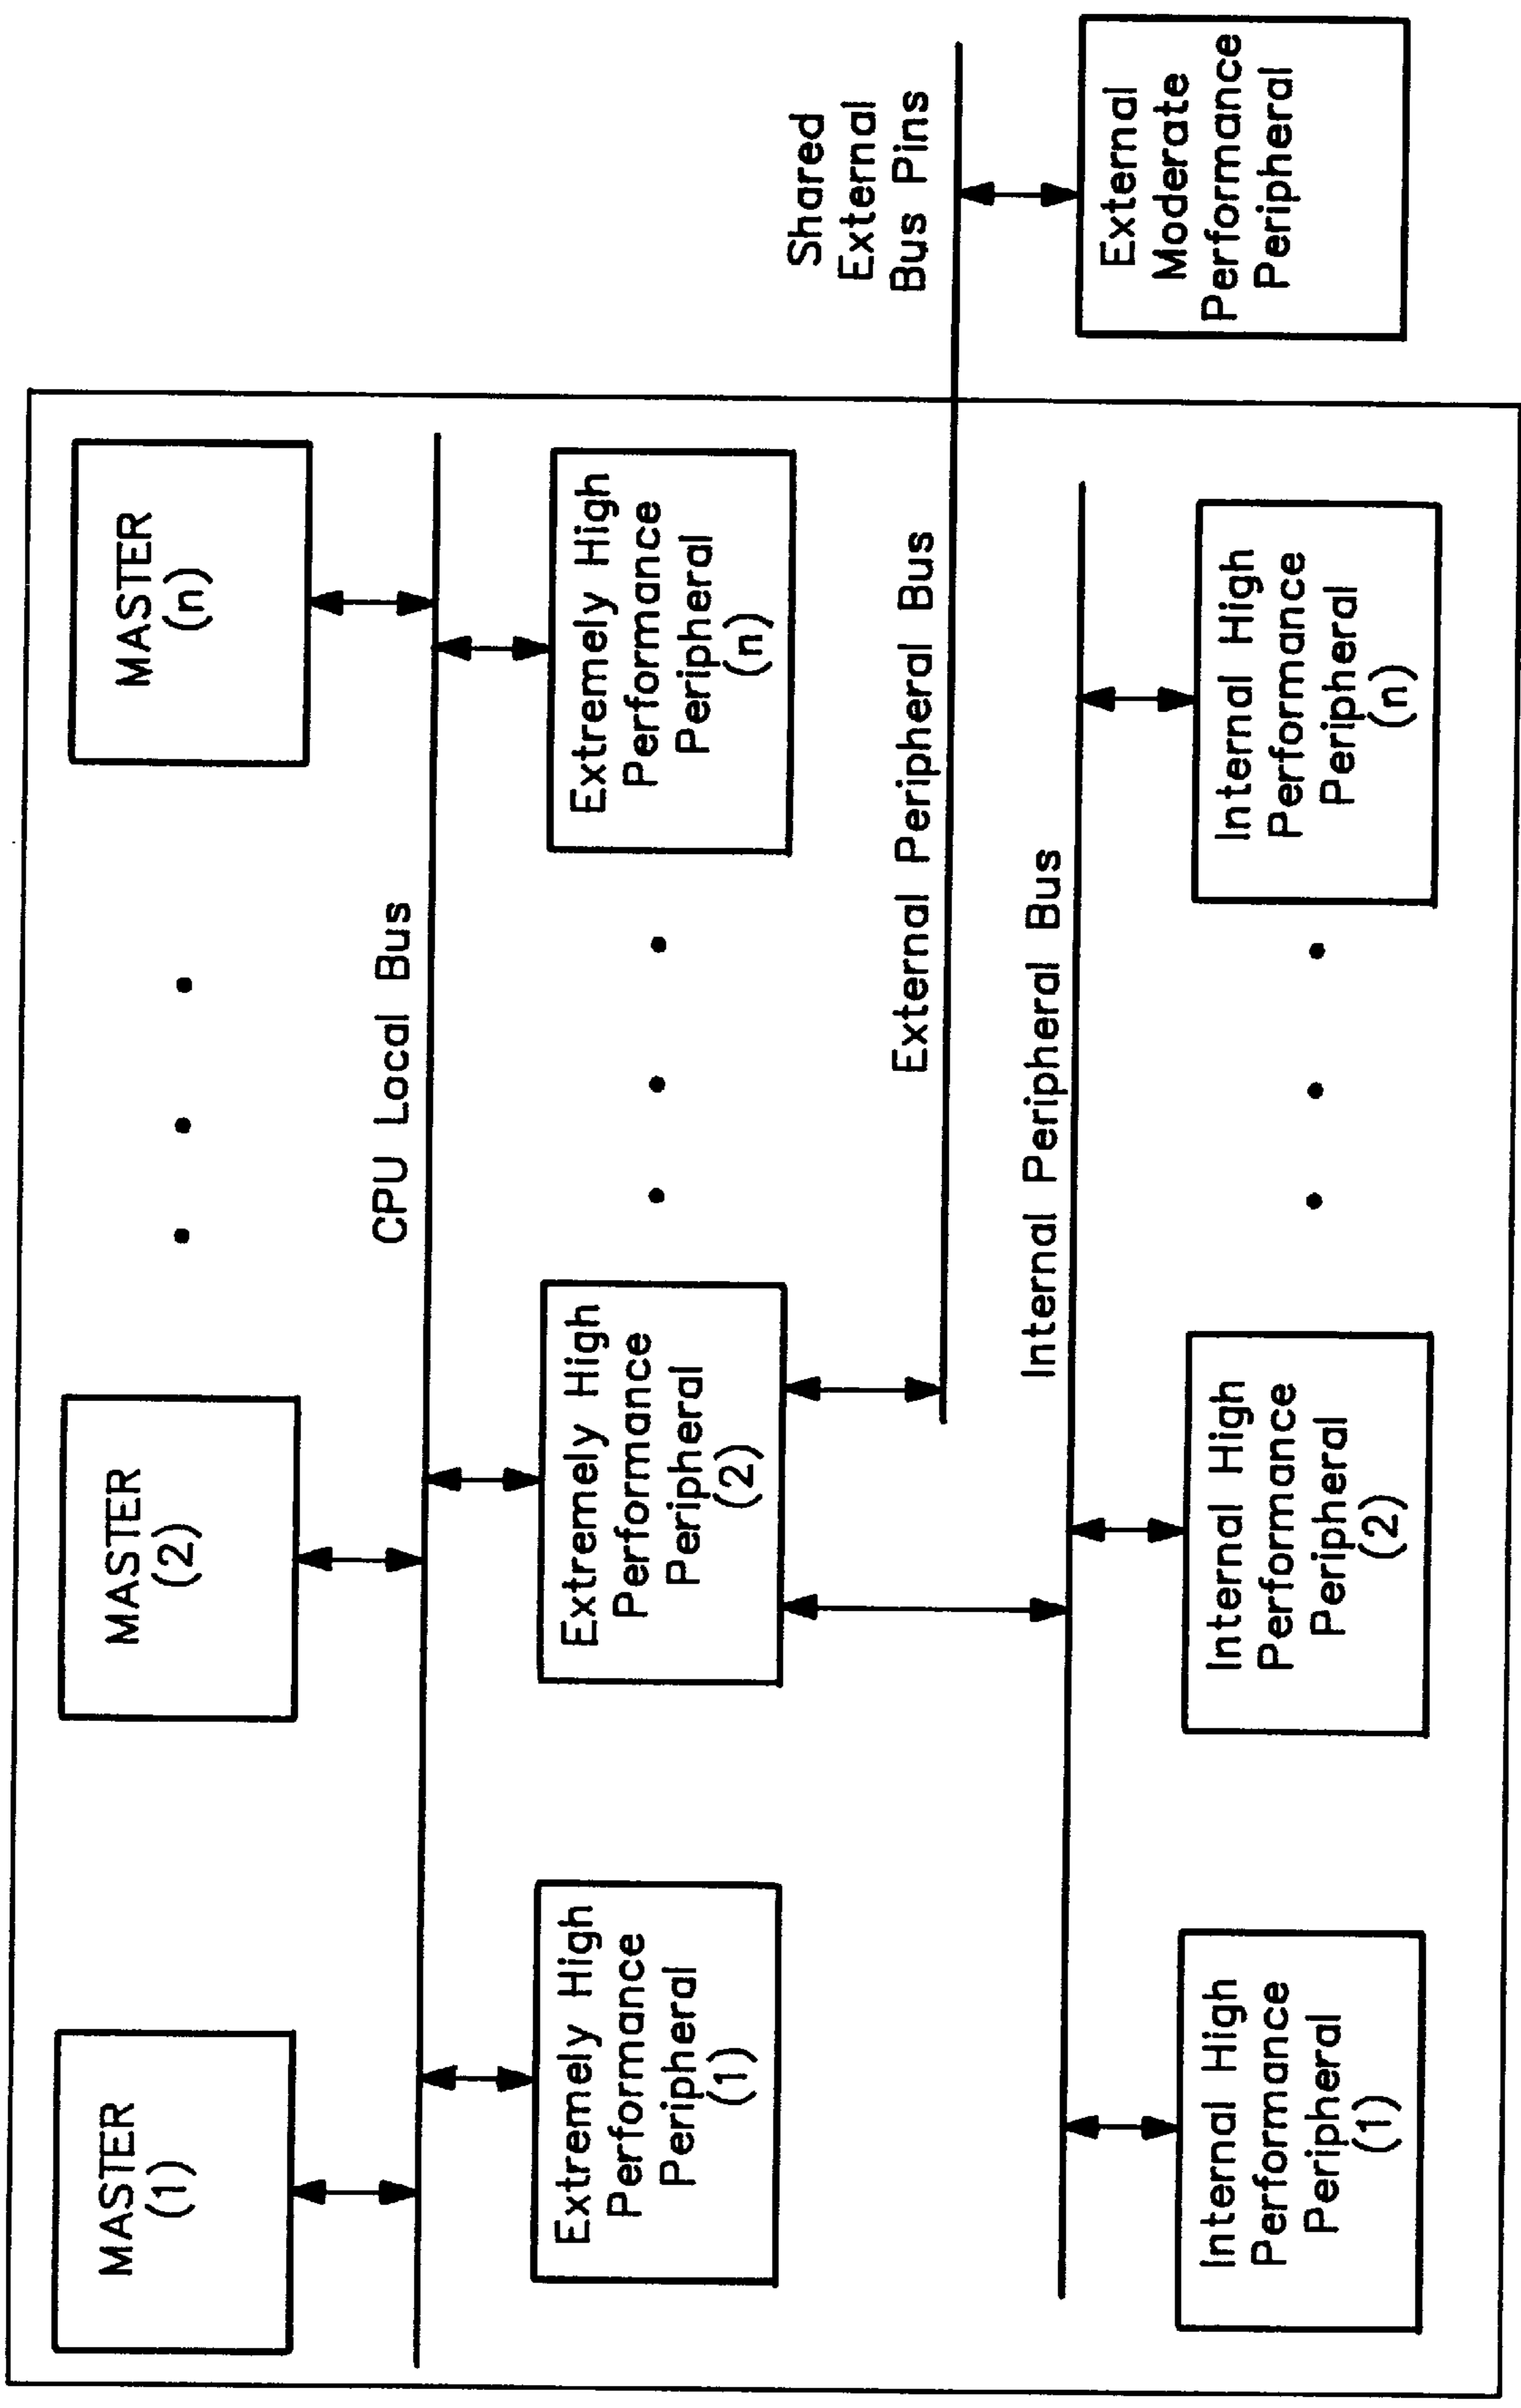 MASTER
(1)
MASTER
(2)
MASTER
(n)
CPU Local Bus
Extremely High
Performance
Peripheral
(1)
Extremely High
Performance
Peripheral
(2)
Extremely High
Performance
Peripheral
(n)
Shared
External
Bus Pins
External Peripheral Bus
Internal Peripheral Bus
External
Moderate
Performance
Peripheral
Internal High
Performance
Peripheral
(1)
Internal High
Performance
Peripheral
(2)
Internal High
Performance
Peripheral
(n)